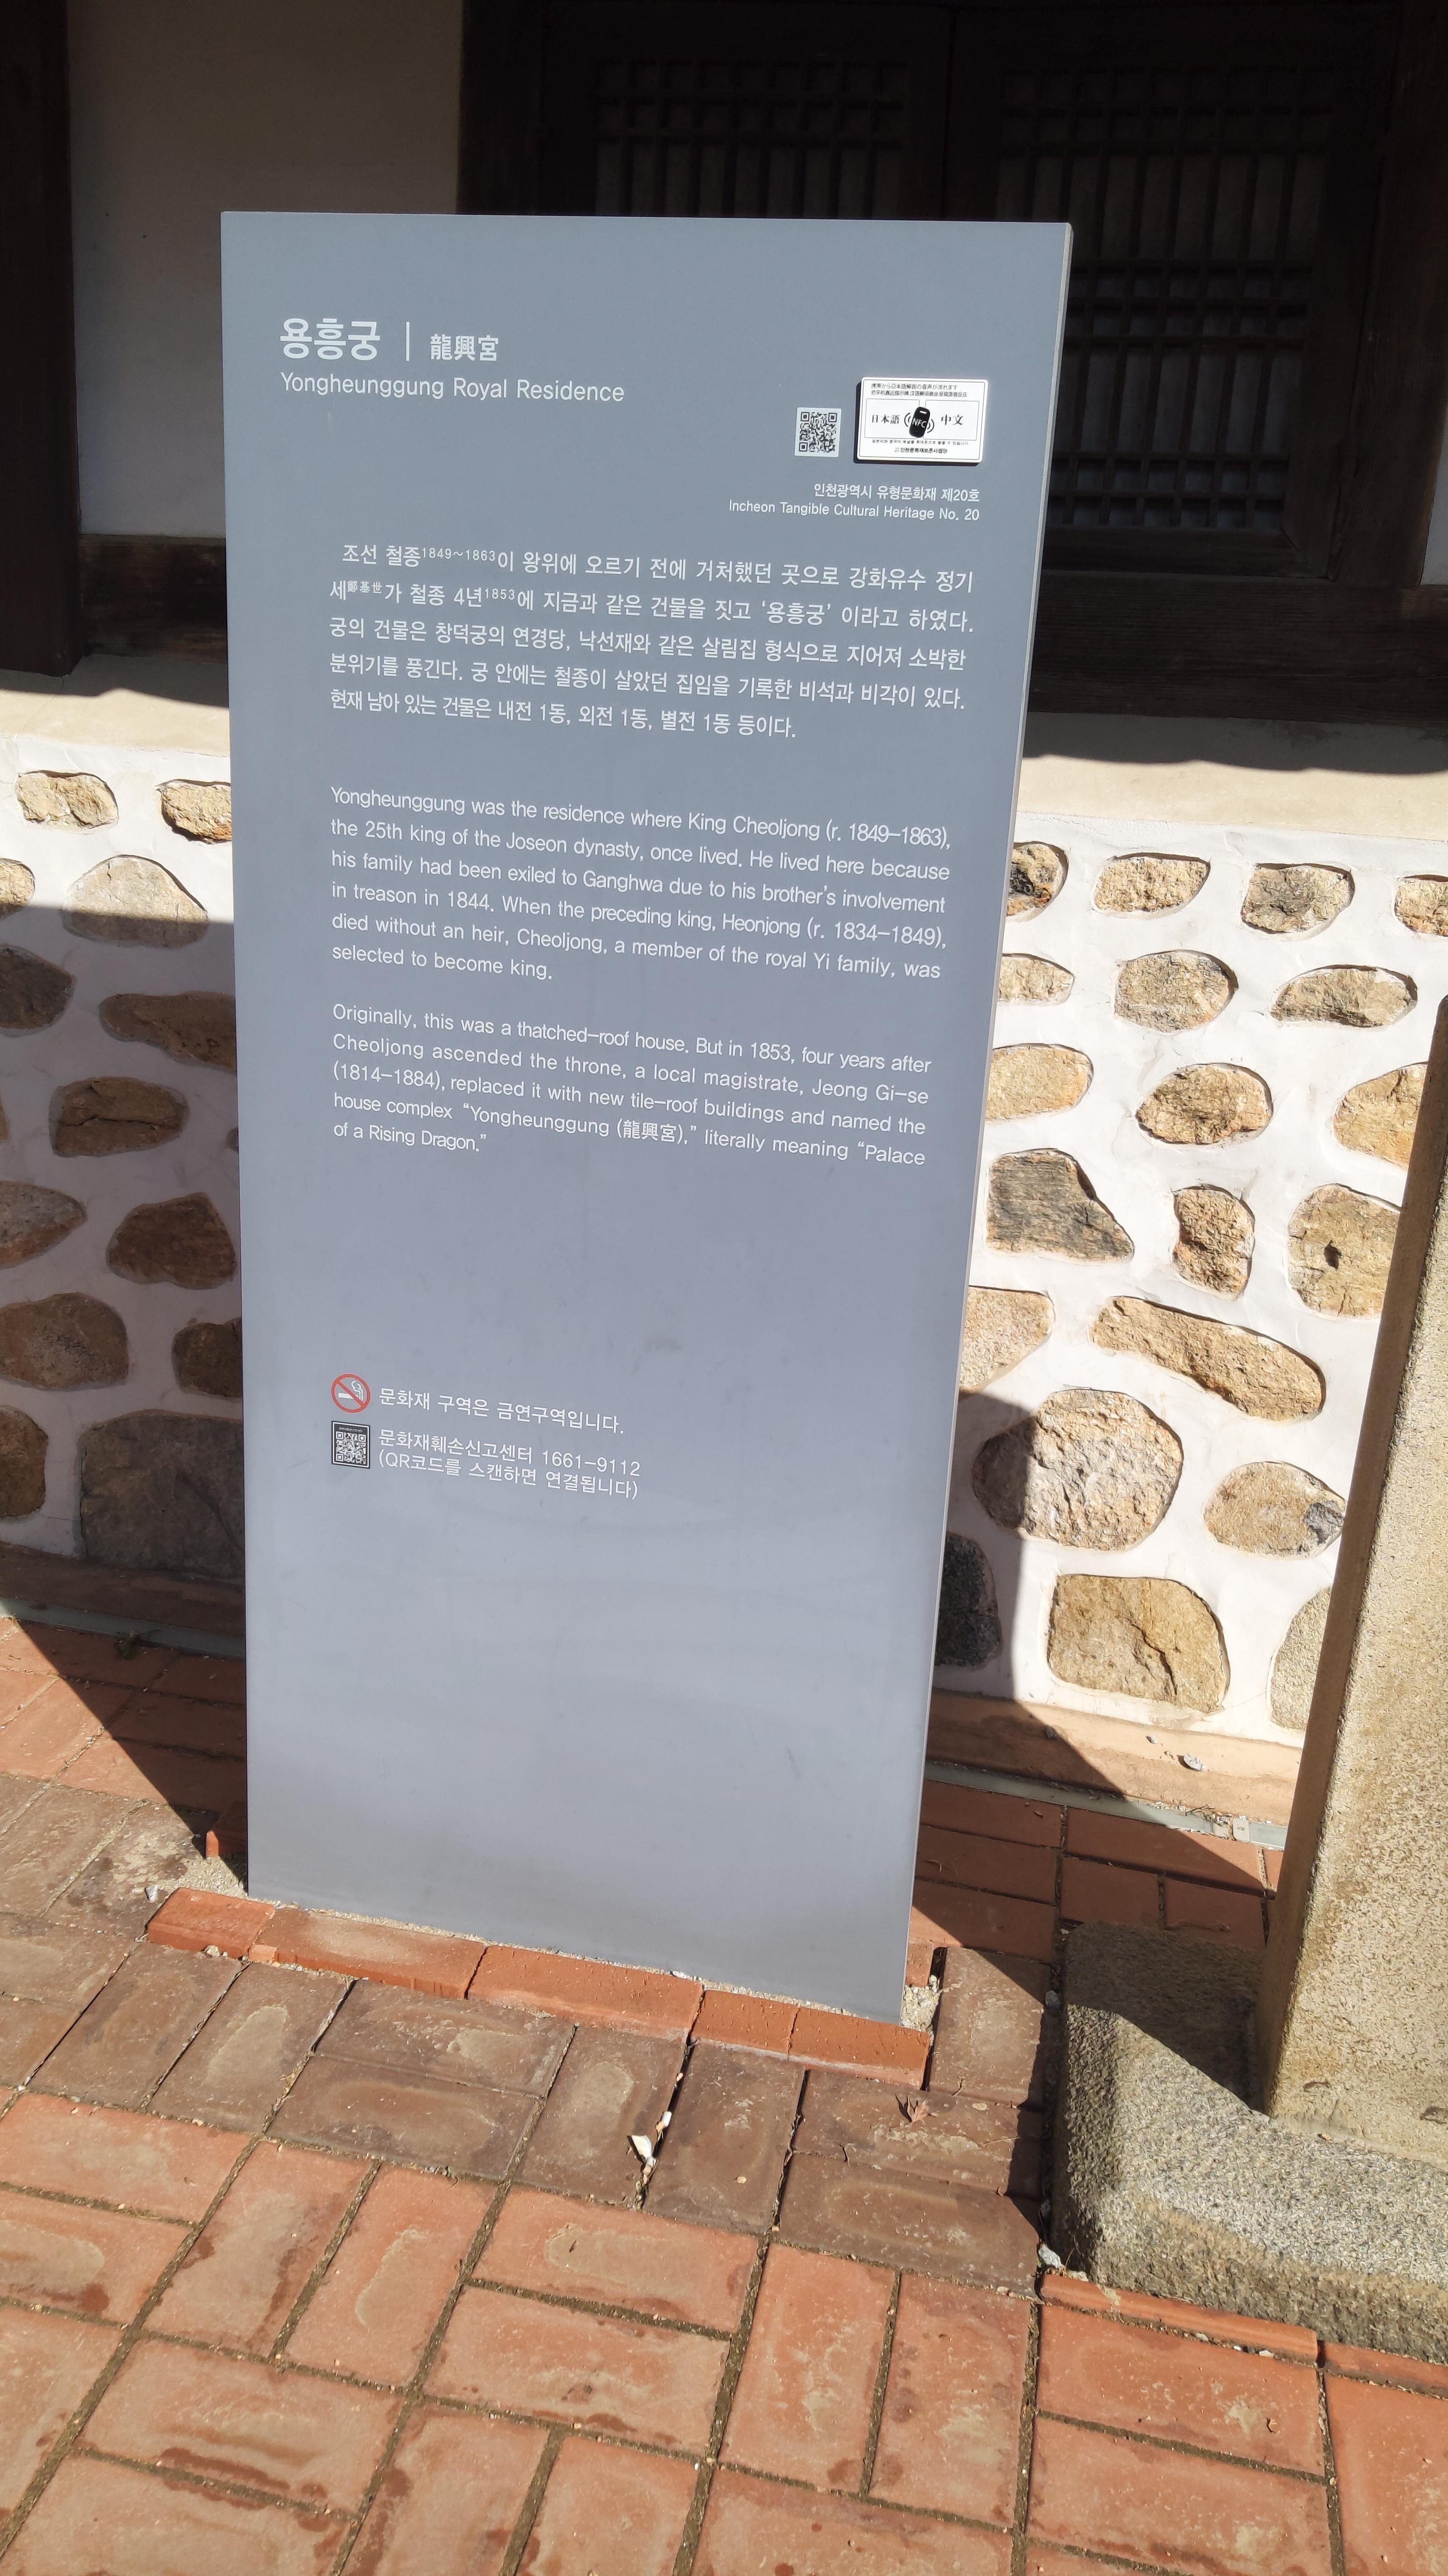 용흥궁 | 龍興宮
Yongheunggung Royal Residence
日本語 NFC 中文
인천광역시 유형문화재 제20호
Incheon Tangible Cultural Heritage No. 20
조선 철종1849~1863이 왕위에 오르기 전에 거처했던 곳으로 강화유수 정기
세鄭基世가 철종 4년1853에 지금과 같은 건물을 짓고 ‘용흥궁’ 이라고 하였다.
궁의 건물은 창덕궁의 연경당, 낙선재와 같은 살림집 형식으로 지어져 소박한
분위기를 풍긴다. 궁 안에는 철종이 살았던 집임을 기록한 비석과 비각이 있다.
현재 남아 있는 건물은 내전 1동, 외전 1동, 별전 1동 등이다.
Yongheunggung was the residence where King Cheoljong (r. 1849–1863),
the 25th king of the Joseon dynasty, once lived. He lived here because
his family had been exiled to Ganghwa due to his brother’s involvement
in treason in 1844. When the preceding king, Heonjong (r. 1834–1849),
died without an heir, Cheoljong, a member of the royal Yi family, was
selected to become king.
Originally, this was a thatched–roof house. But in 1853, four years after
Cheoljong ascended the throne, a local magistrate, Jeong Gi–se
(1814–1884), replaced it with new tile–roof buildings and named the
house complex “Yongheunggung (龍興宮),” literally meaning “Palace
of a Rising Dragon.”
문화재 구역은 금연구역입니다.
문화재훼손신고센터 1661–9112
(QR코드를 스캔하면 연결됩니다)